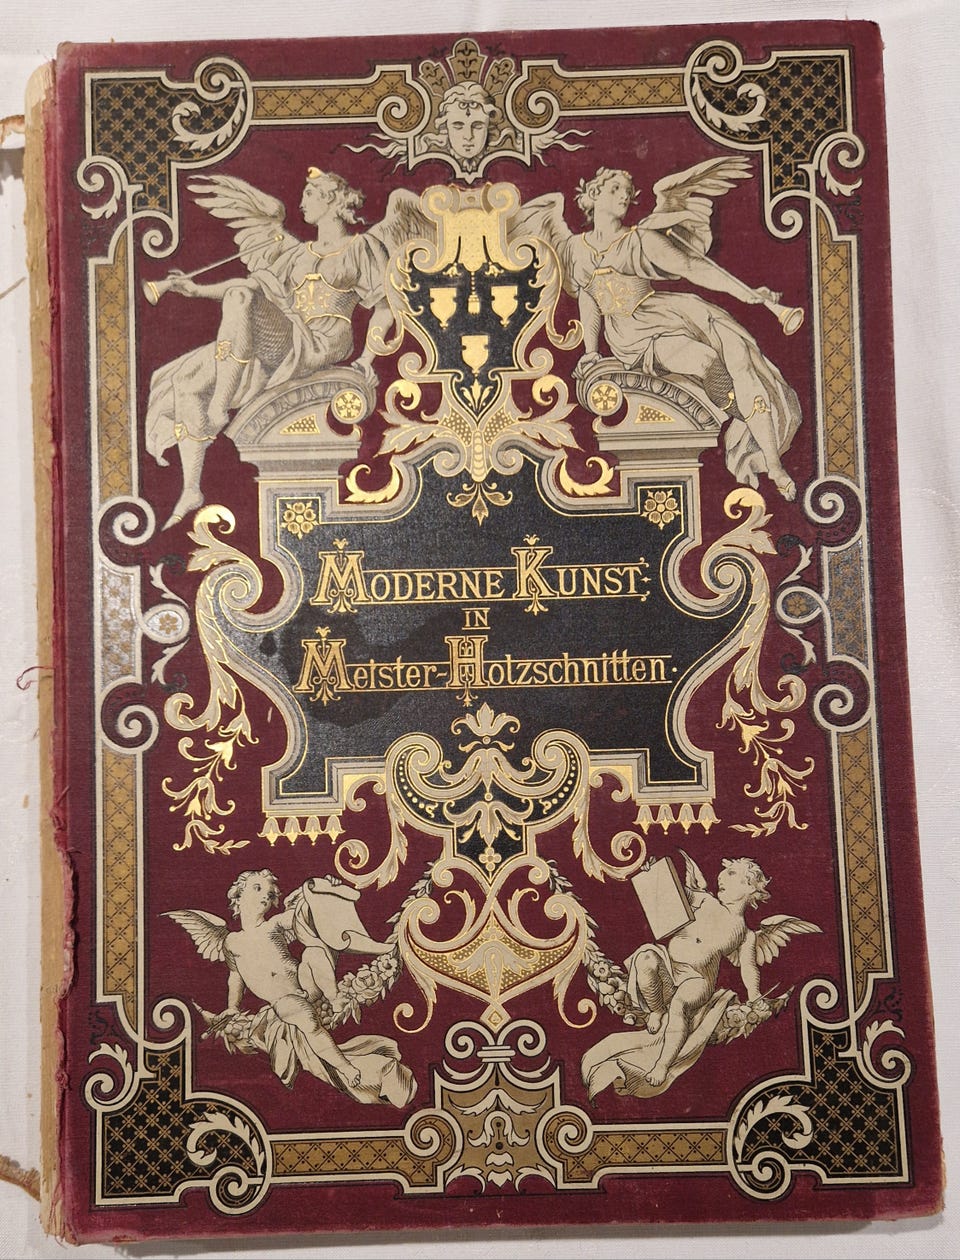 MODERNE KUNST:
IN
MEISTER-HOLZSCHNITTEN.